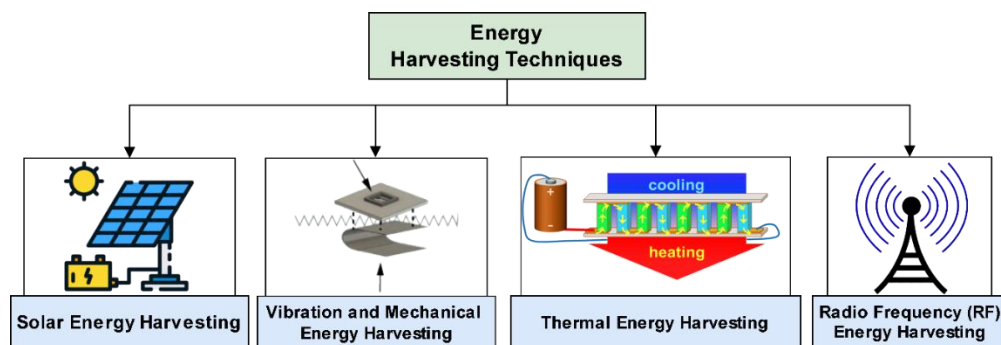 Energy
Harvesting Techniques
cooling
+
-
heating
Solar Energy Harvesting
Vibration and Mechanical
Energy Harvesting
Thermal Energy Harvesting
Radio Frequency (RF)
Energy Harvesting